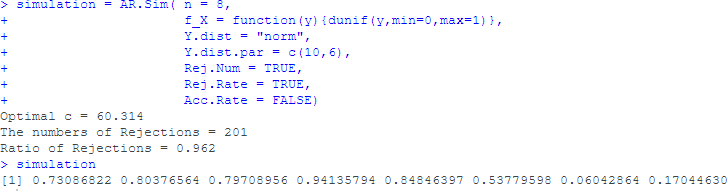 > simulation = AR.Sim( n = 8,
+ f_X = function(y){dunif(y,min=0,max=1)},
+ Y.dist = "norm",
+ Y.dist.par = c(10,6),
+ Rej.Num = TRUE,
+ Rej.Rate = TRUE,
+ Acc.Rate = FALSE)
Optimal c = 60.314
The numbers of Rejections = 201
Ratio of Rejections = 0.962
> simulation
[1] 0.73086822 0.80376564 0.79708956 0.94135794 0.84846397 0.53779598 0.06042864 0.17044630